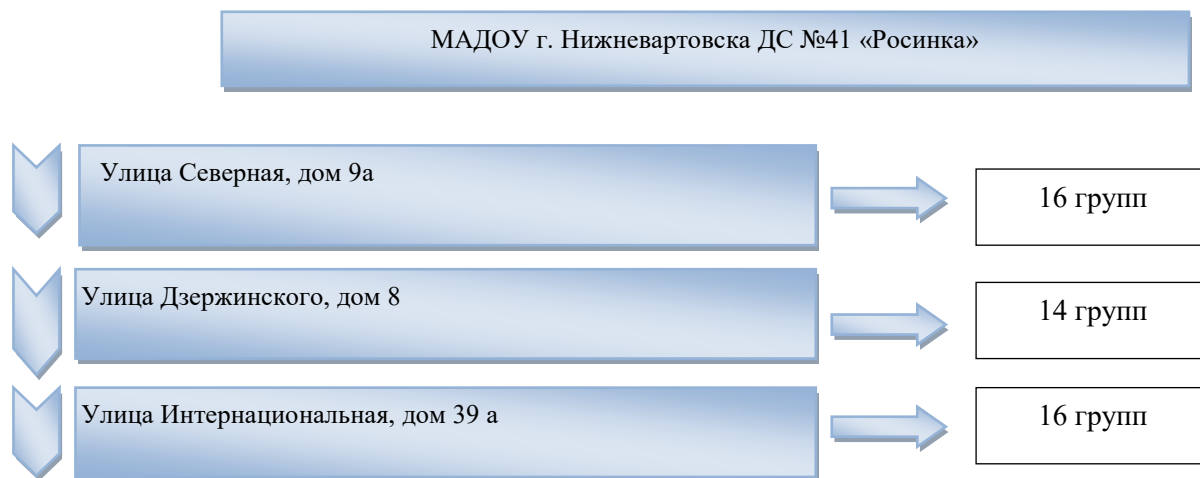 МАДОУ г. Нижневартовска ДС №41 «Росинка»
Улица Северная, дом 9а
16 групп
Улица Дзержинского, дом 8
14 групп
Улица Интернациональная, дом 39 а
16 групп